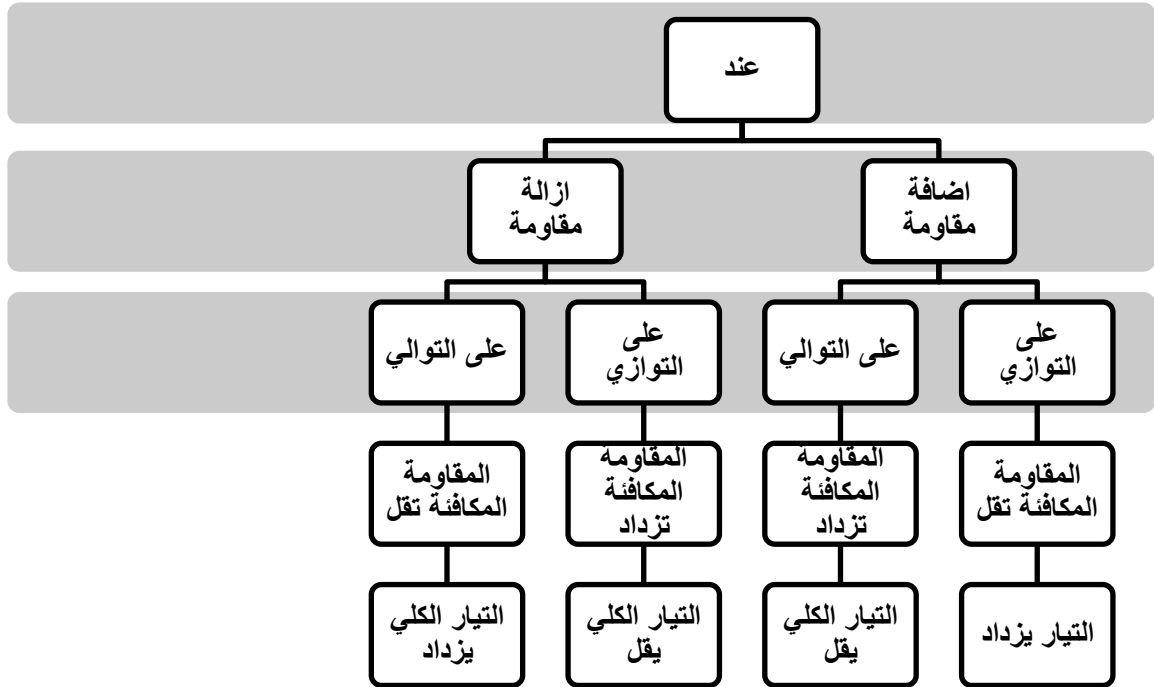 عند
اضافة
مقاومة
ازالة
مقاومة
على
التوازي
على التوالي
على
التوازي
على التوالي
المقاومة
المكافئة تقل
المقاومة
المكافئة
تزداد
المقاومة
المكافئة
تزداد
المقاومة
المكافئة تقل
التيار يزداد
التيار الكلي
يقل
التيار الكلي
يقل
التيار الكلي
يزداد